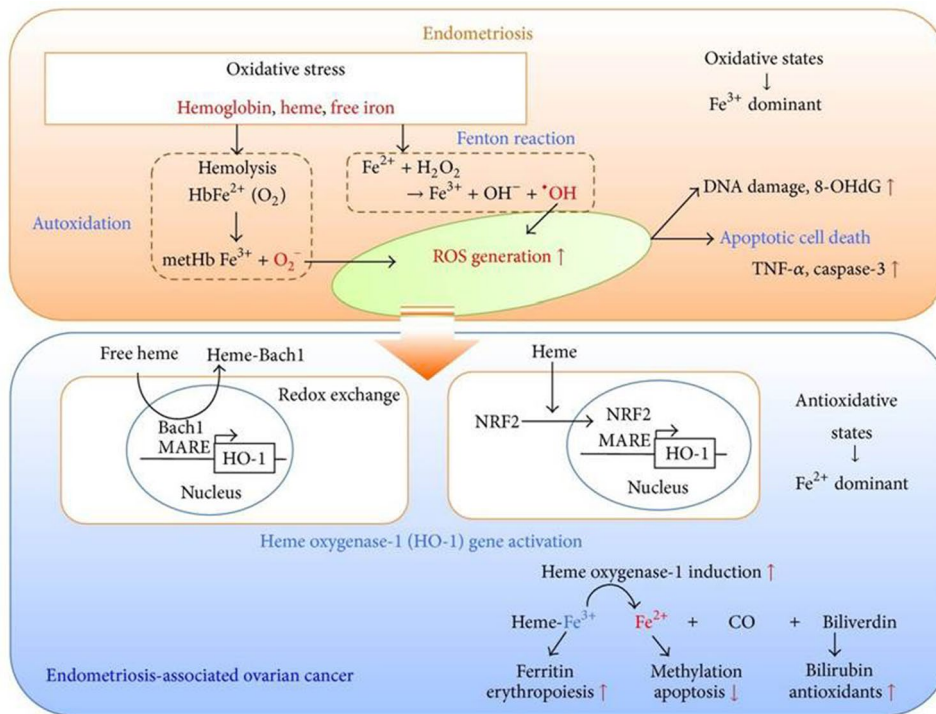 Endometriosis
Oxidative stress
Hemoglobin, heme, free iron
Oxidative states
↓
Fe³⁺ dominant
Fenton reaction
Hemolysis
HbFe²⁺ (O₂)
Fe²⁺ + H₂O₂
→ Fe³⁺ + OH⁻ + •OH
Autoxidation
metHb Fe³⁺ + O₂⁻
ROS generation ↑
DNA damage, 8-OHdG ↑
Apoptotic cell death
TNF-α, caspase-3 ↑
Free heme
Heme-Bach1
Redox exchange
Bach1
MARE
HO-1
Nucleus
Heme
NRF2
NRF2
MARE
HO-1
Nucleus
Antioxidative
states
↓
Fe²⁺ dominant
Heme oxygenase-1 (HO-1) gene activation
Heme oxygenase-1 induction ↑
Heme-Fe³⁺ Fe²⁺ + CO + Biliverdin
Ferritin
erythropoiesis ↑
Methylation
apoptosis ↓
Bilirubin
antioxidants ↑
Endometriosis-associated ovarian cancer